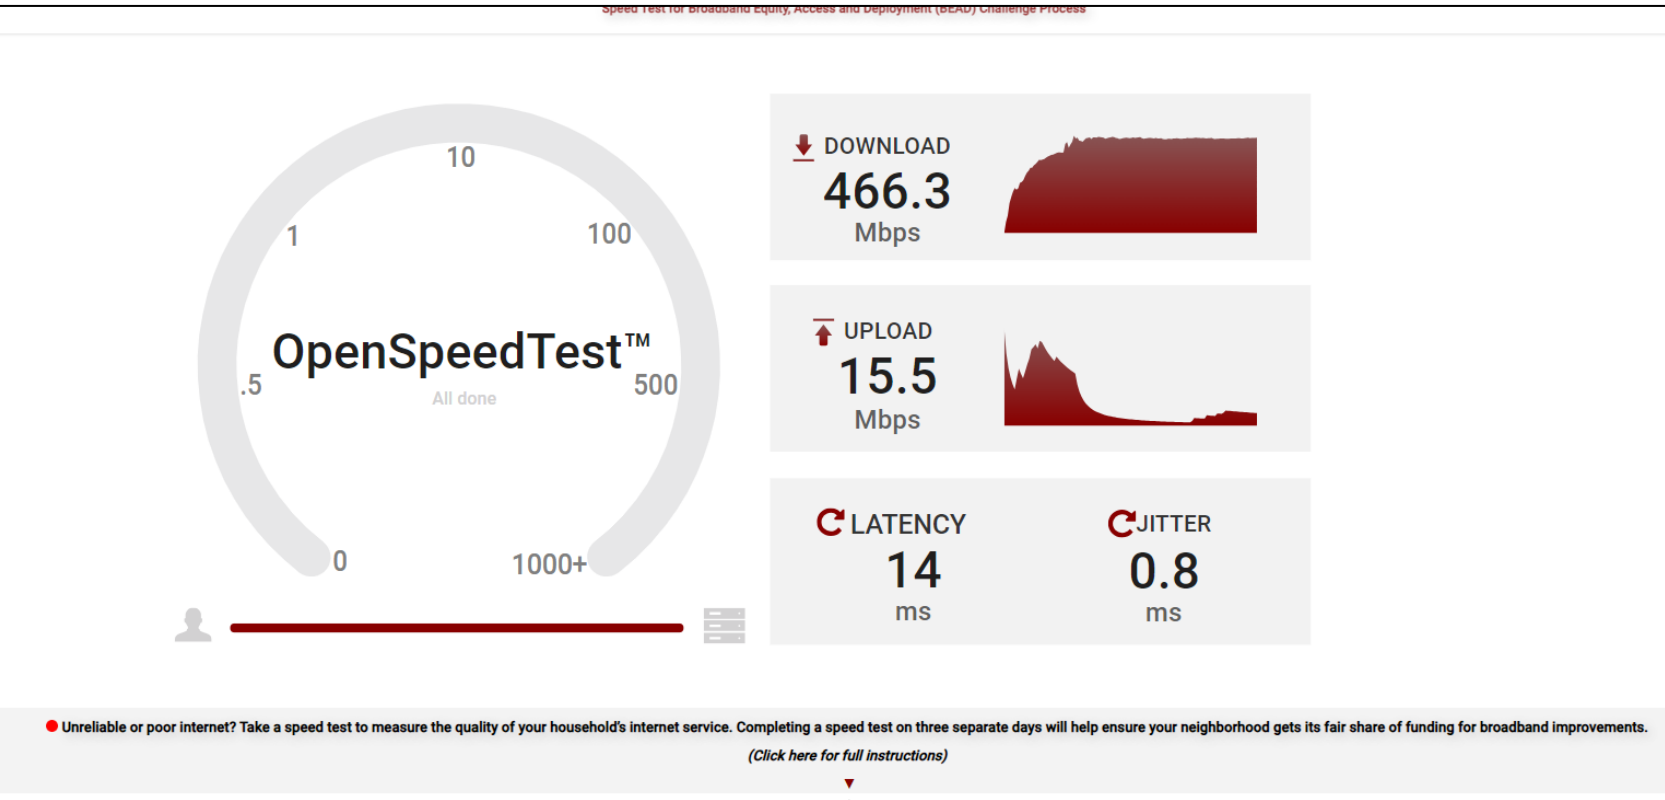 Speed Test for Broadband Equity, Access and Deployment (BEAD) Challenge Process
10
1
100
OpenSpeedTest™
.5
500
All done
0
1000+
DOWNLOAD
466.3
Mbps
UPLOAD
15.5
Mbps
LATENCY
14
ms
JITTER
0.8
ms
Unreliable or poor internet? Take a speed test to measure the quality of your household's internet service. Completing a speed test on three separate days will help ensure your neighborhood gets its fair share of funding for broadband improvements.
(Click here for full instructions)
▼